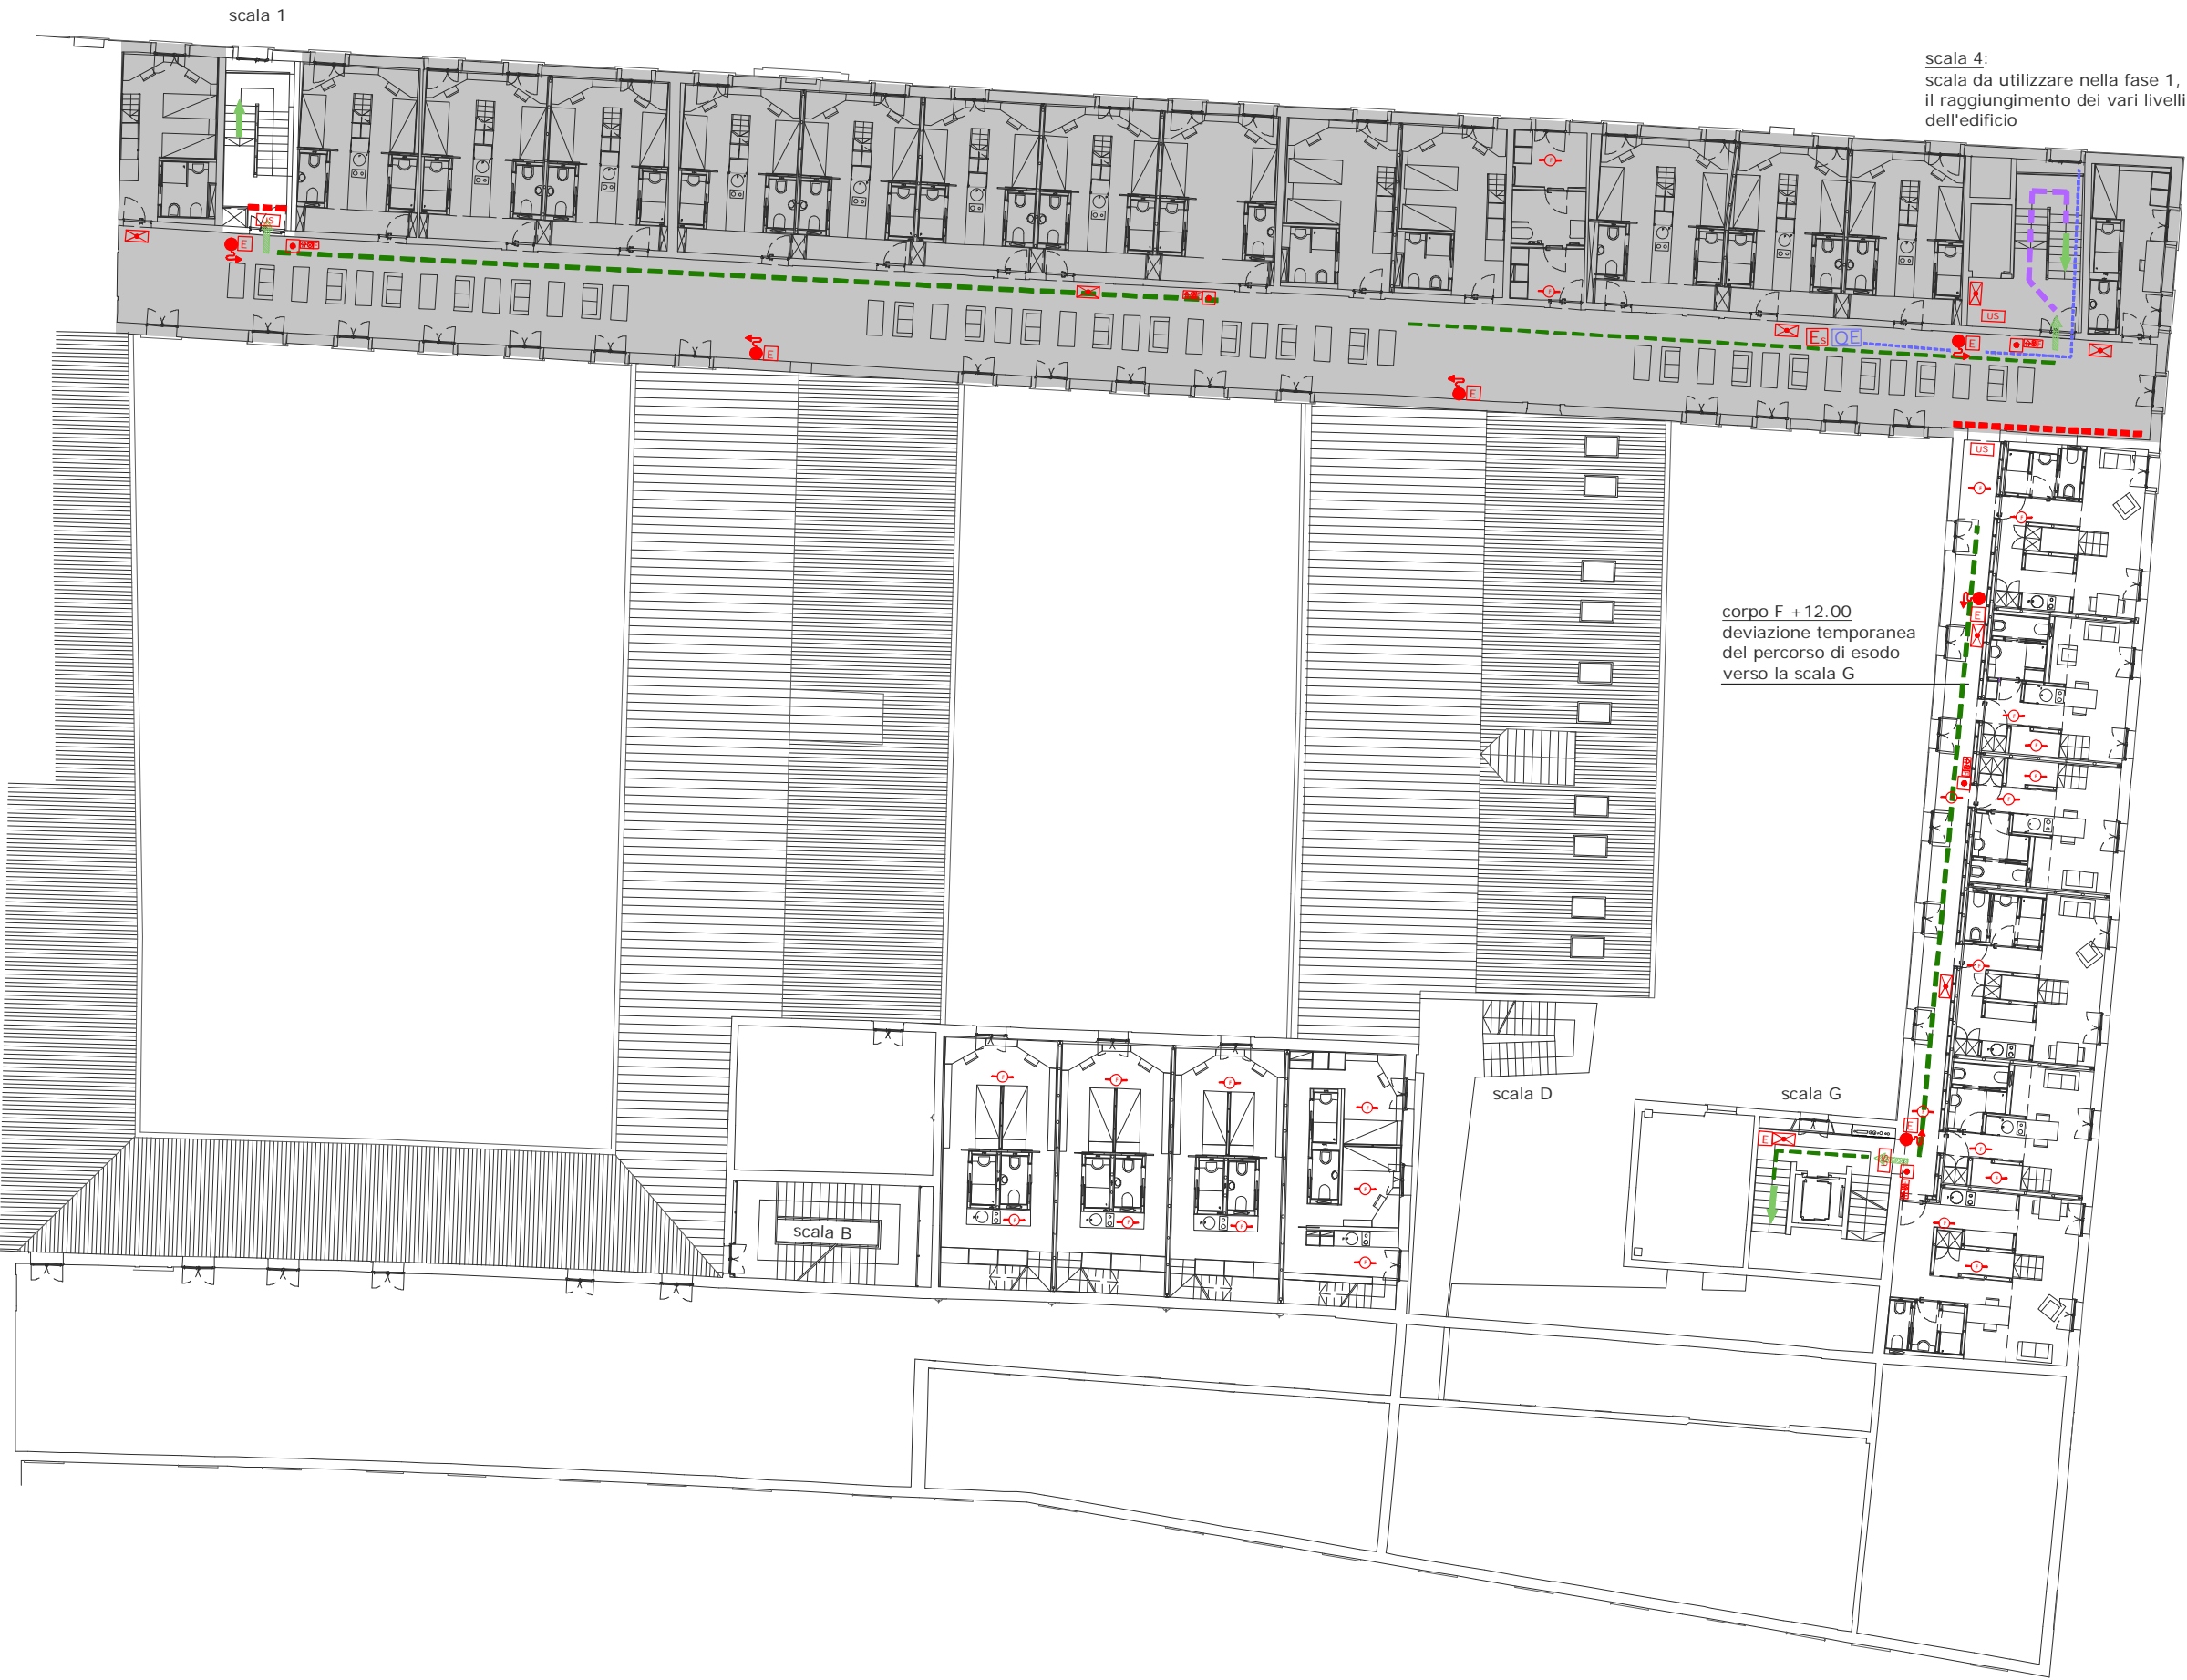 scala 1
scala 4:
scala da utilizzare nella fase 1,
il raggiungimento dei vari livelli
dell'edificio
US
E
E
E
Es
QE
E
US
US
corpo F +12.00
deviazione temporanea
del percorso di esodo
verso la scala G
E
scala D
scala G
E
E
scala B